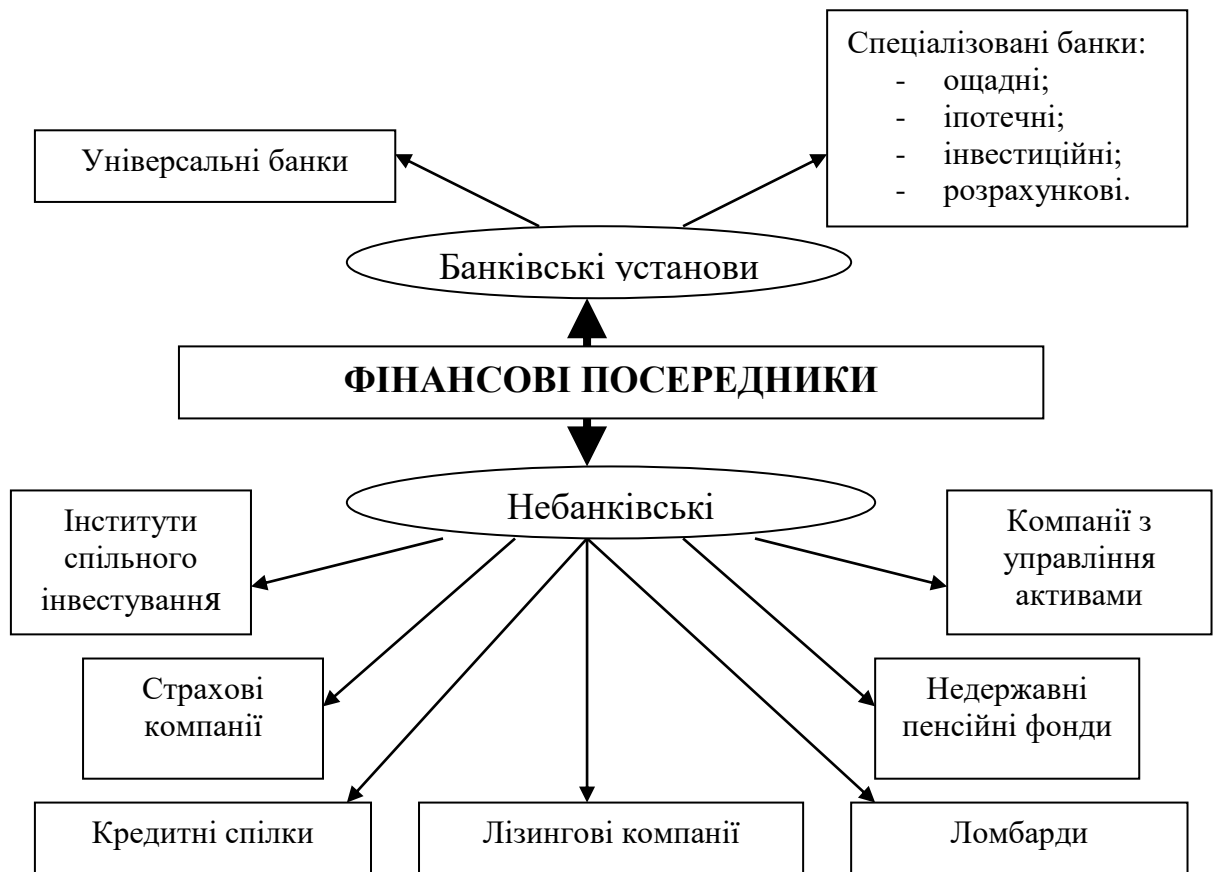 Спеціалізовані банки:
- ощадні;
- іпотечні;
- інвестиційні;
- розрахункові.
Універсальні банки
Банківські установи
ФІНАНСОВІ ПОСЕРЕДНИКИ
Небанківські
Інститути
спільного
інвестування
Компанії з
управління
активами
Страхові
компанії
Недержавні
пенсійні фонди
Кредитні спілки
Лізингові компанії
Ломбарди